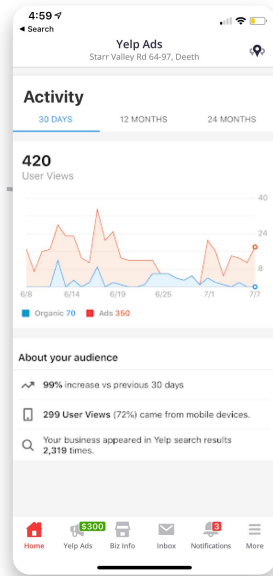 4:59
Search
Yelp Ads
Starr Valley Rd 64-97, Deeth
Activity
30 DAYS 12 MONTHS 24 MONTHS
420
User Views
40
24
8
6/8 6/14 6/19 6/25 7/1 7/7
Organic 70 Ads 350
About your audience
99% increase vs previous 30 days
299 User Views (72%) came from mobile devices.
Your business appeared in Yelp search results
2,319 times.
$300 3
Home Yelp Ads Biz Info Inbox Notifications More